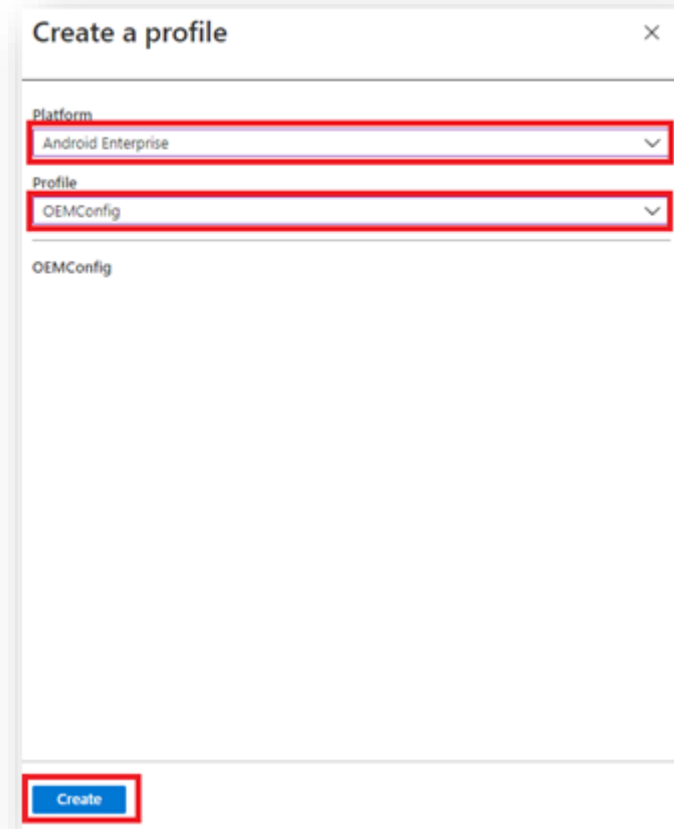 Create a profile
Platform
Android Enterprise
Profile
OEMConfig
OEMConfig
Create